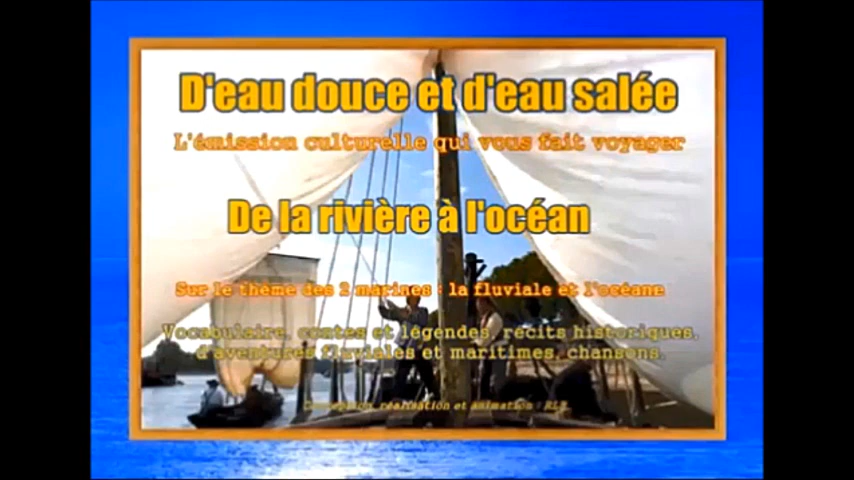 D'eau douce et d'eau salée
L'émission culturelle qui vous fait voyager
De la rivière à l'océan
Sur le thème des 2 marines : la fluviale et l'océane
Vocabulaire, contes et légendes, récits historiques,
d'aventures fluviales et maritimes, chansons.
Conception, réalisation et animation :